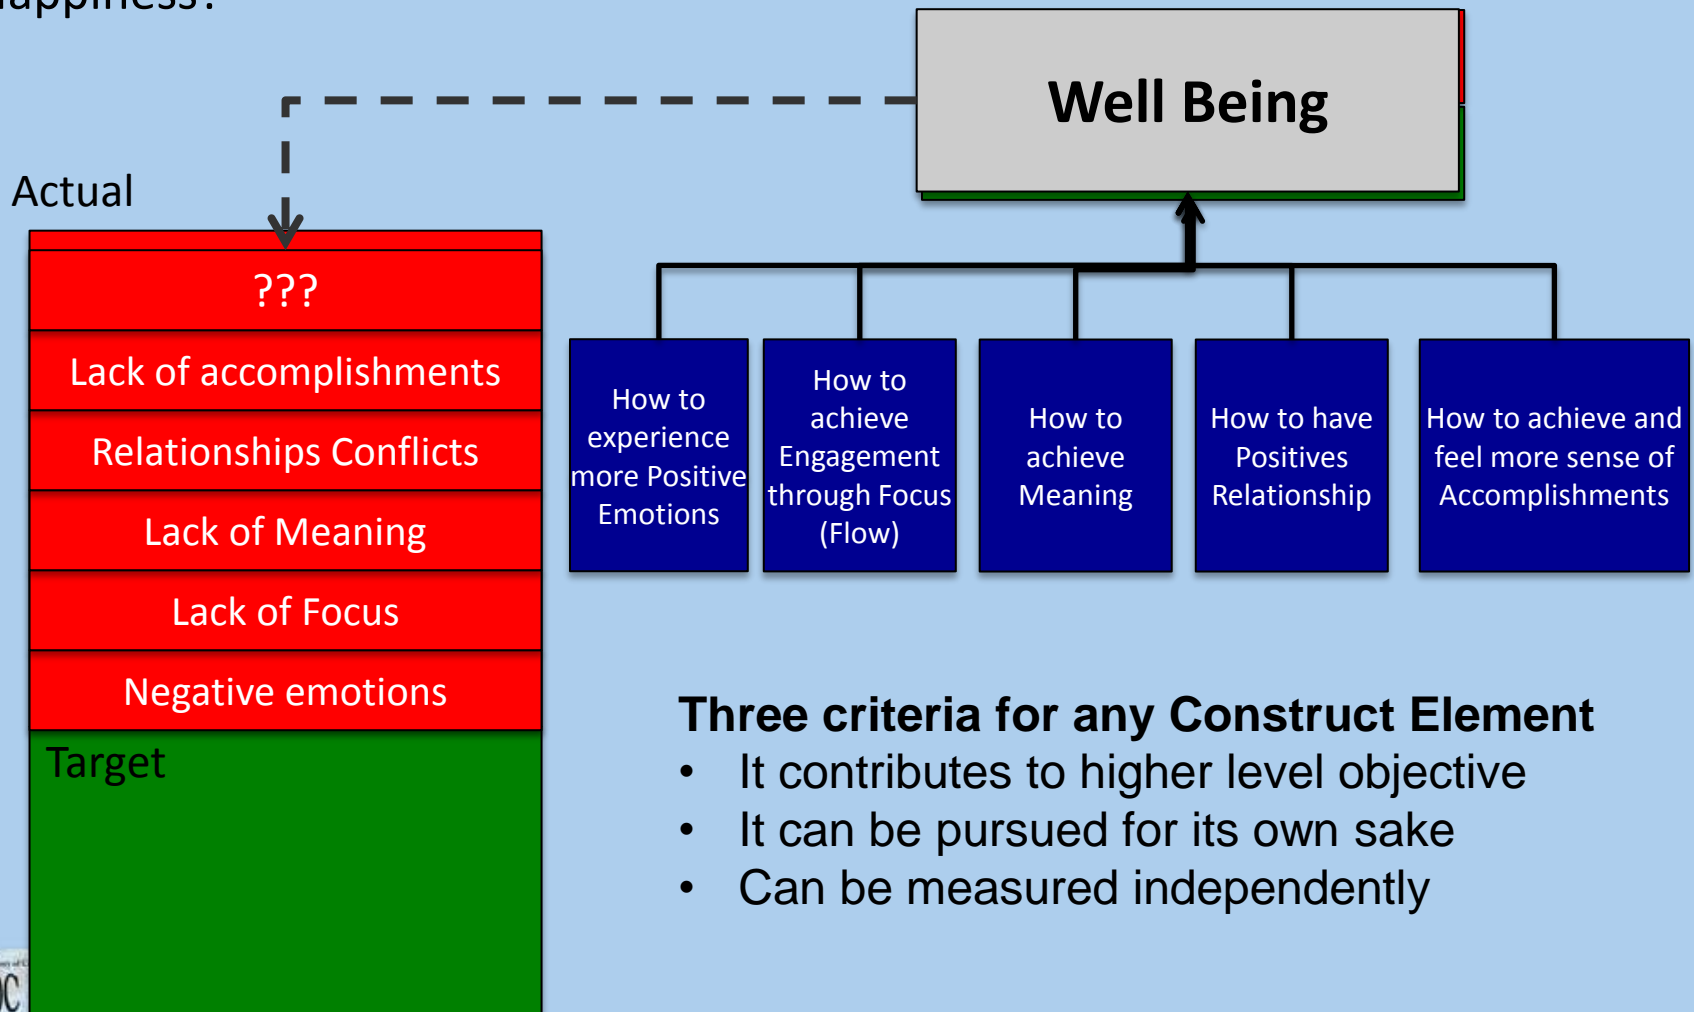 Happiness?
Well Being
Actual
???
Lack of accomplishments
Relationships Conflicts
Lack of Meaning
Lack of Focus
Negative emotions
Target
How to
experience
more Positive
Emotions
How to
achieve
Engagement
through Focus
(Flow)
How to
achieve
Meaning
How to have
Positives
Relationship
How to achieve and
feel more sense of
Accomplishments
Three criteria for any Construct Element
• It contributes to higher level objective
• It can be pursued for its own sake
• Can be measured independently